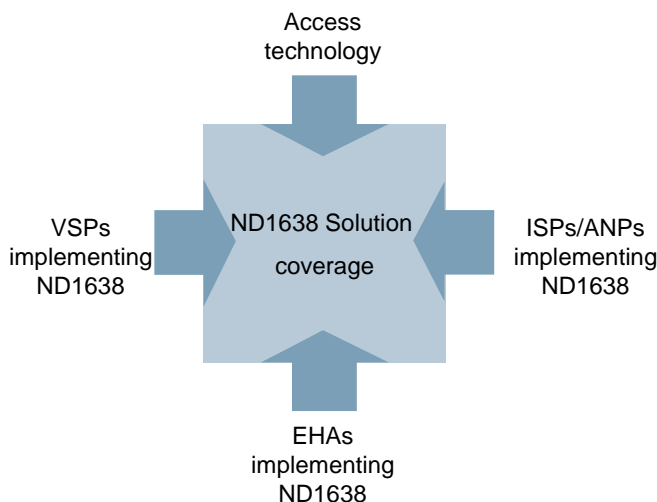 Access
technology
VSPs
implementing
ND1638
ND1638 Solution
coverage
ISPs/ANPs
implementing
ND1638
EHAs
implementing
ND1638